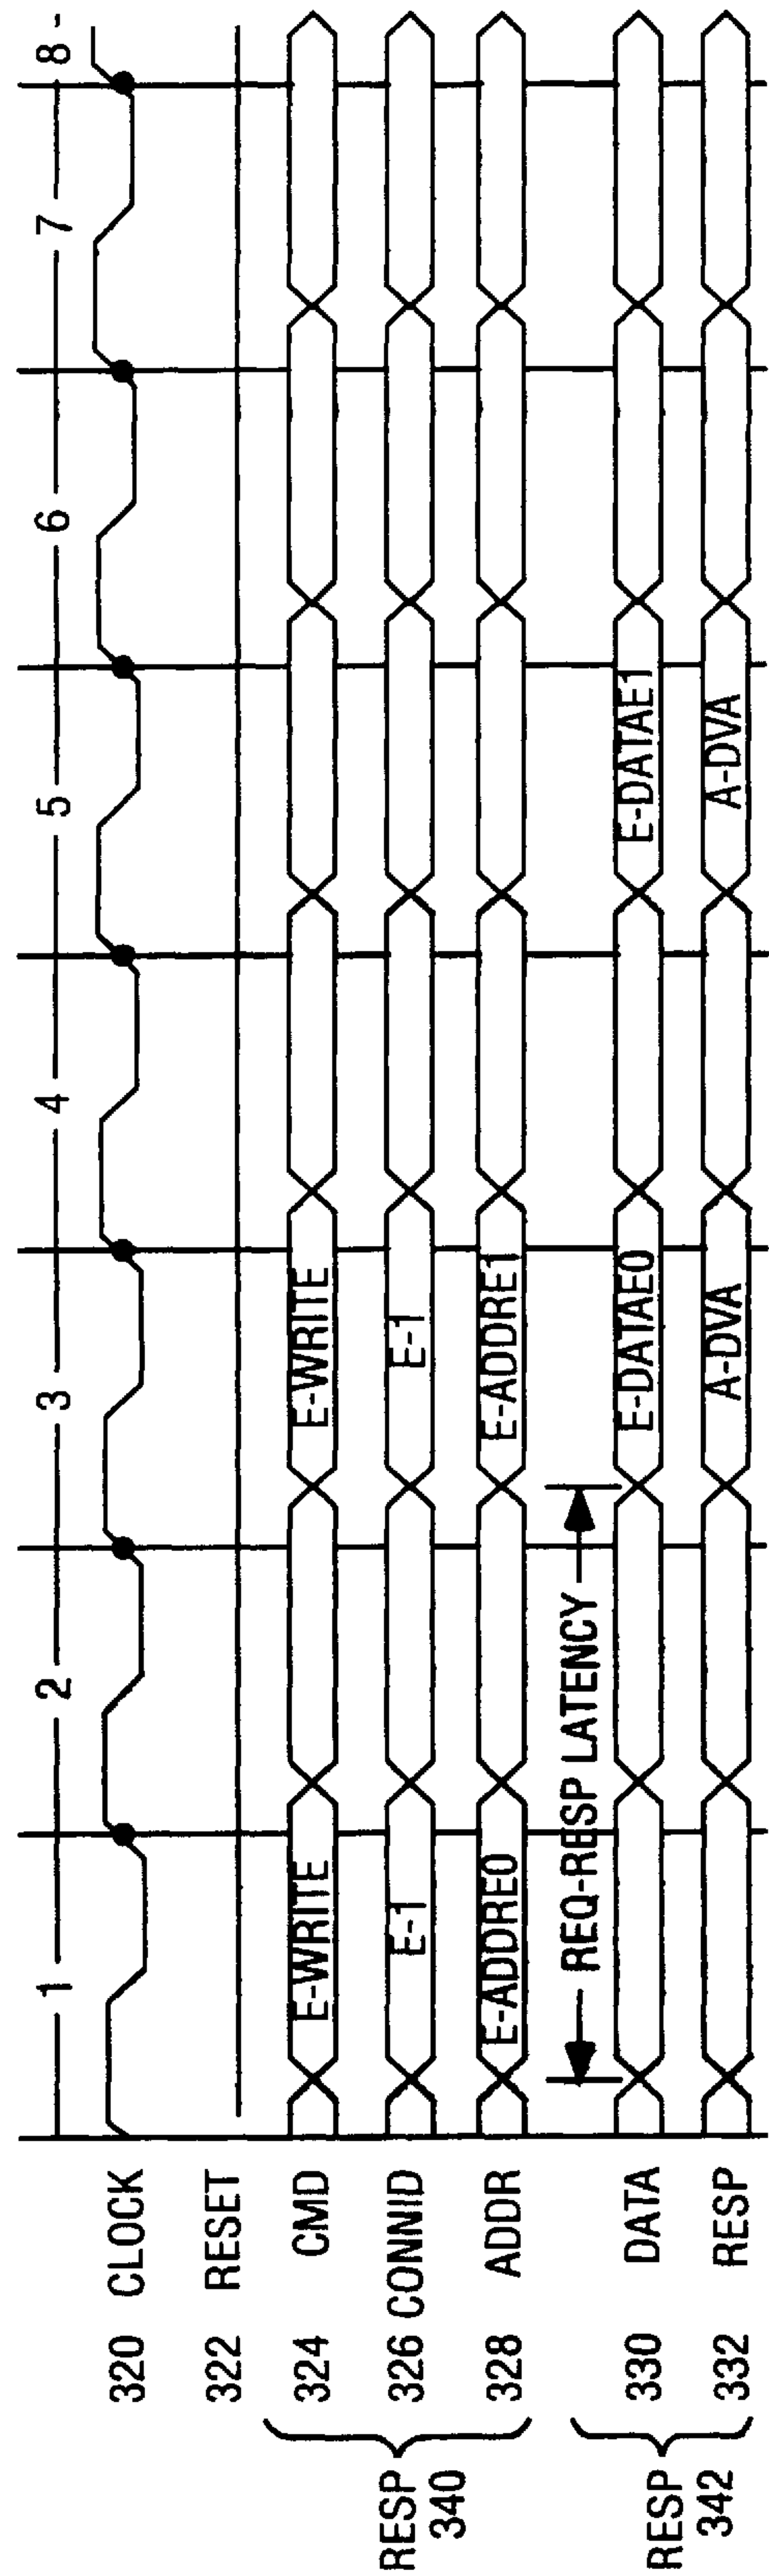 1 2 3 4 5 6 7 8
320 CLOCK
322 RESET
324 CMD E-WRITE E-WRITE
326 CONNID E-1 E-1
328 ADDR E-ADDRE0 E-ADDRE1
RESP
340
REQ-RESP LATENCY
330 DATA E-DATAE0 E-DATAE1
332 RESP A-DVA A-DVA
RESP
342